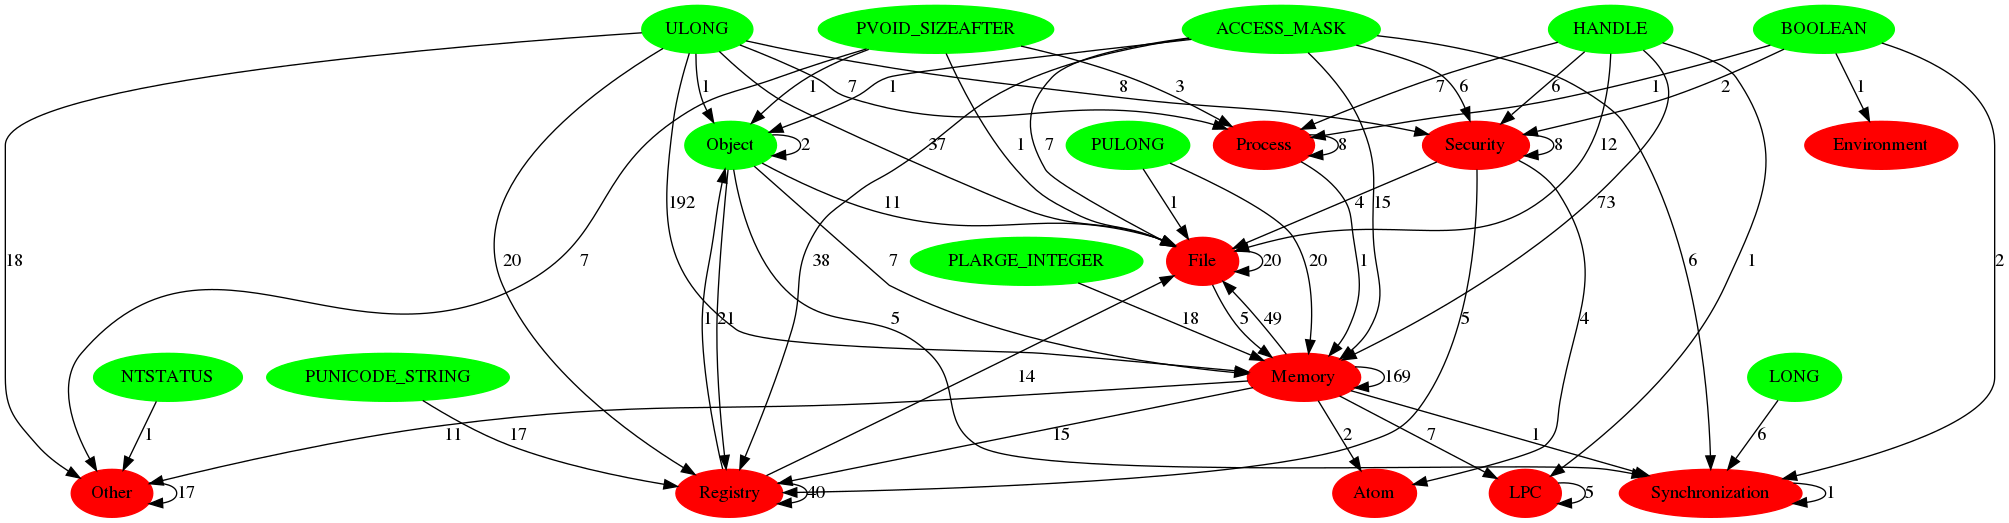 ULONG
PVOID_SIZEAFTER
ACCESS_MASK
HANDLE
BOOLEAN
1
7
1
3
1
8
6
7
6
1
2
1
Object
2
PULONG
Process
8
Security
8
Environment
37
1
7
12
192
11
1
4
15
73
18
20
7
38
7
PLARGE_INTEGER
File
20
20
1
6
1
2
1
21
5
18
5
49
5
4
NTSTATUS
PUNICODE_STRING
14
Memory
169
LONG
1
17
11
15
2
7
1
6
Other
17
Registry
40
Atom
LPC
5
Synchronization
1